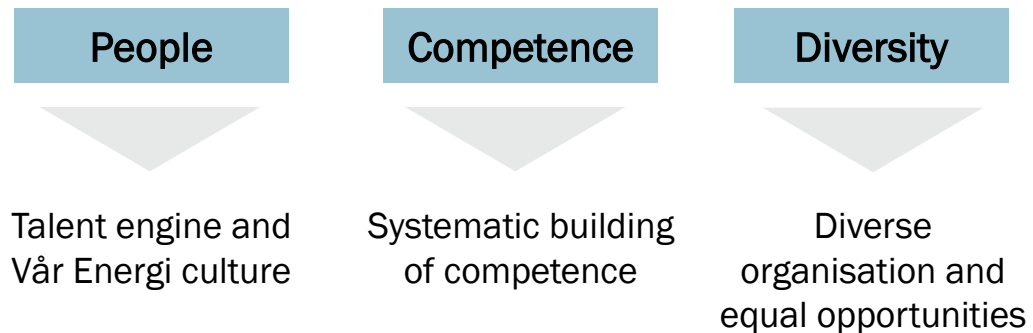 People
Talent engine and
Vår Energi culture
Competence
Systematic building
of competence
Diversity
Diverse
organisation and
equal opportunities